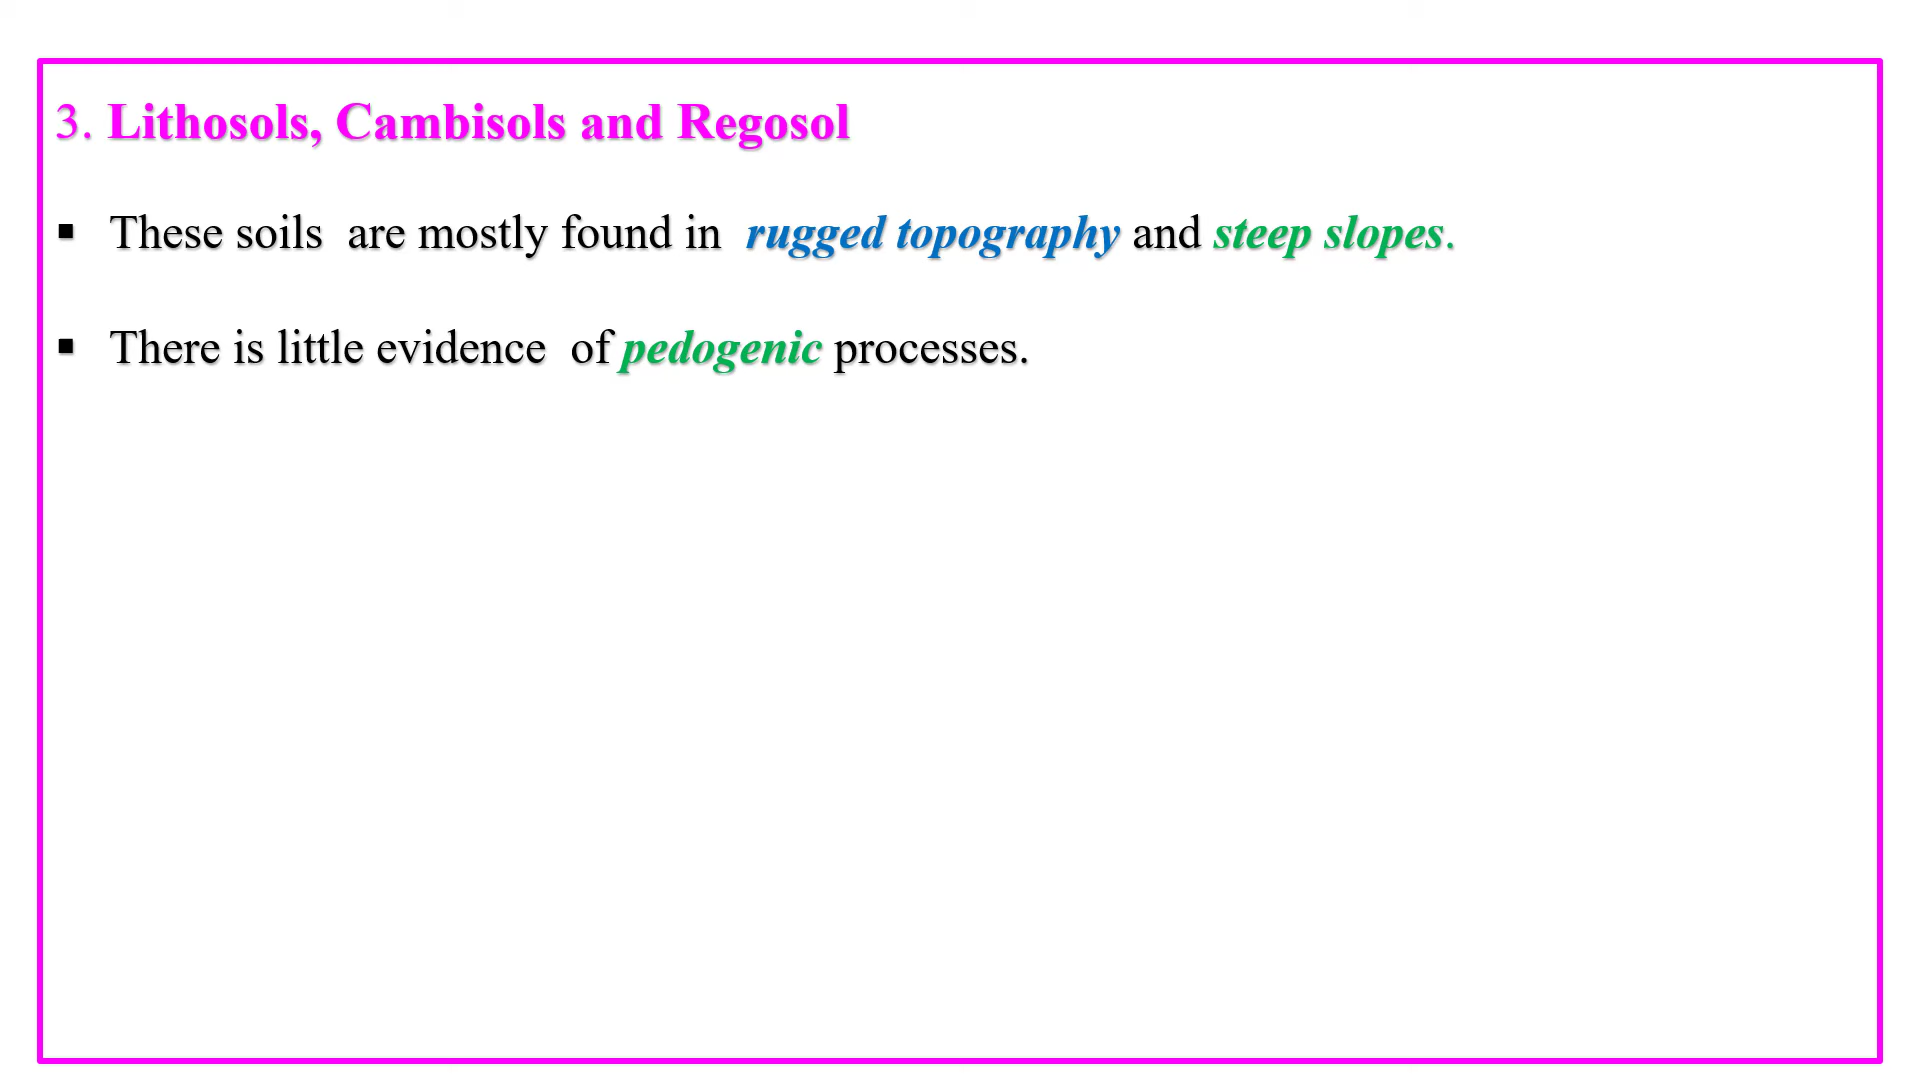 3. Lithosols, Cambisols and Regosol
▪ These soils are mostly found in rugged topography and steep slopes.
▪ There is little evidence of pedogenic processes.